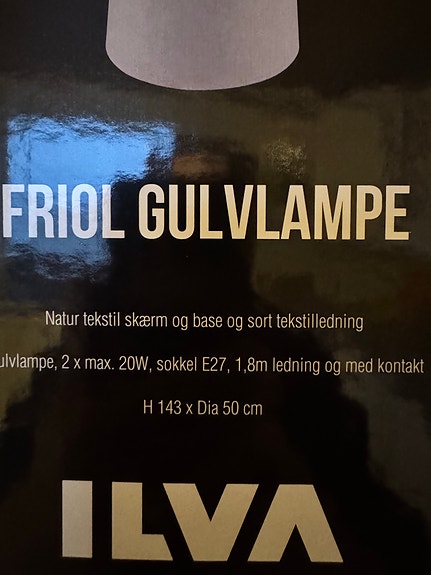 FRIOL GULVLAMPE
Natur tekstil skærm og base og sort tekstilledning
ulvlampe, 2 x max. 20W, sokkel E27, 1,8m ledning og med kontakt
H 143 x Dia 50 cm
ILVA